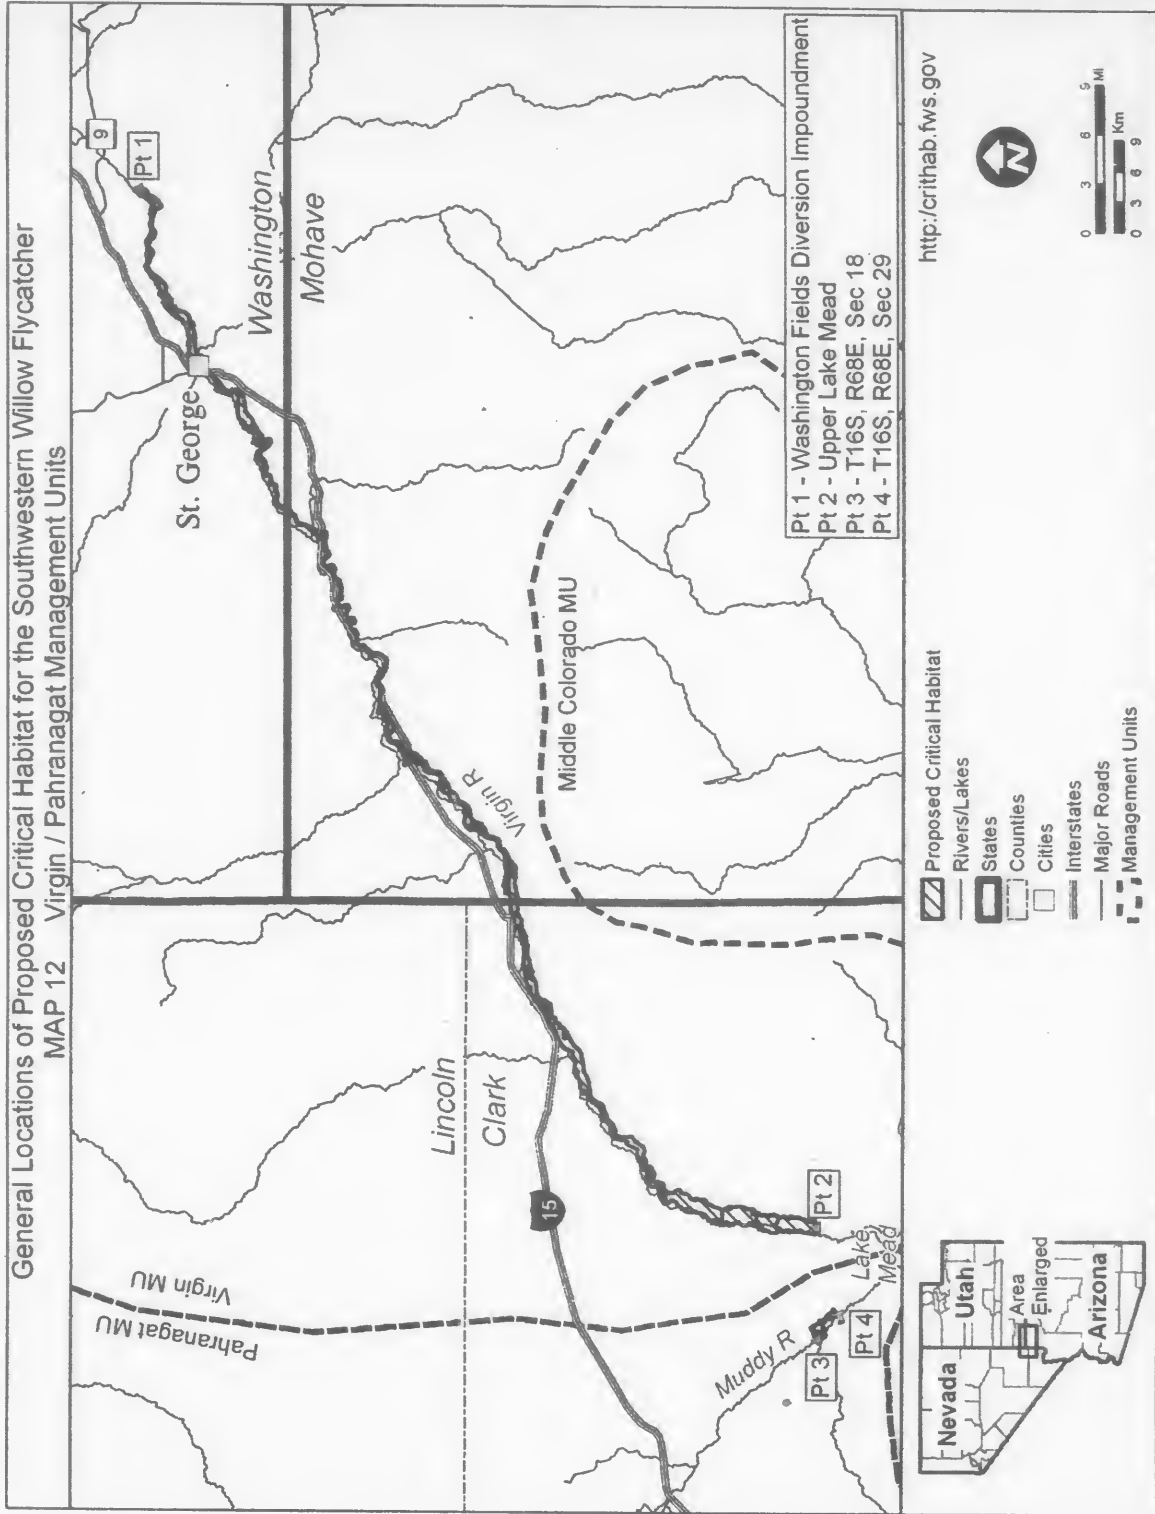 General Locations of Proposed Critical Habitat for the Southwestern Willow Flycatcher
MAP 12 Virgin / Pahranagat Management Units
9
Pt 1
Washington
Mohave
St. George
Virgin R
Middle Colorado MU
Lincoln
Clark
15
Virgin MU
Pahranagat MU
Muddy R
Pt 3
Pt 4
Pt 2
Lake
Mead
Pt 1 - Washington Fields Diversion Impoundment
Pt 2 - Upper Lake Mead
Pt 3 - T16S, R68E, Sec 18
Pt 4 - T16S, R68E, Sec 29
Nevada
Utah
Area
Enlarged
Arizona
Proposed Critical Habitat
Rivers/Lakes
States
Counties
Cities
Interstates
Major Roads
Management Units
http:/crithab.fws.gov
N
0 3 6 9 Mi
0 3 6 9 Km